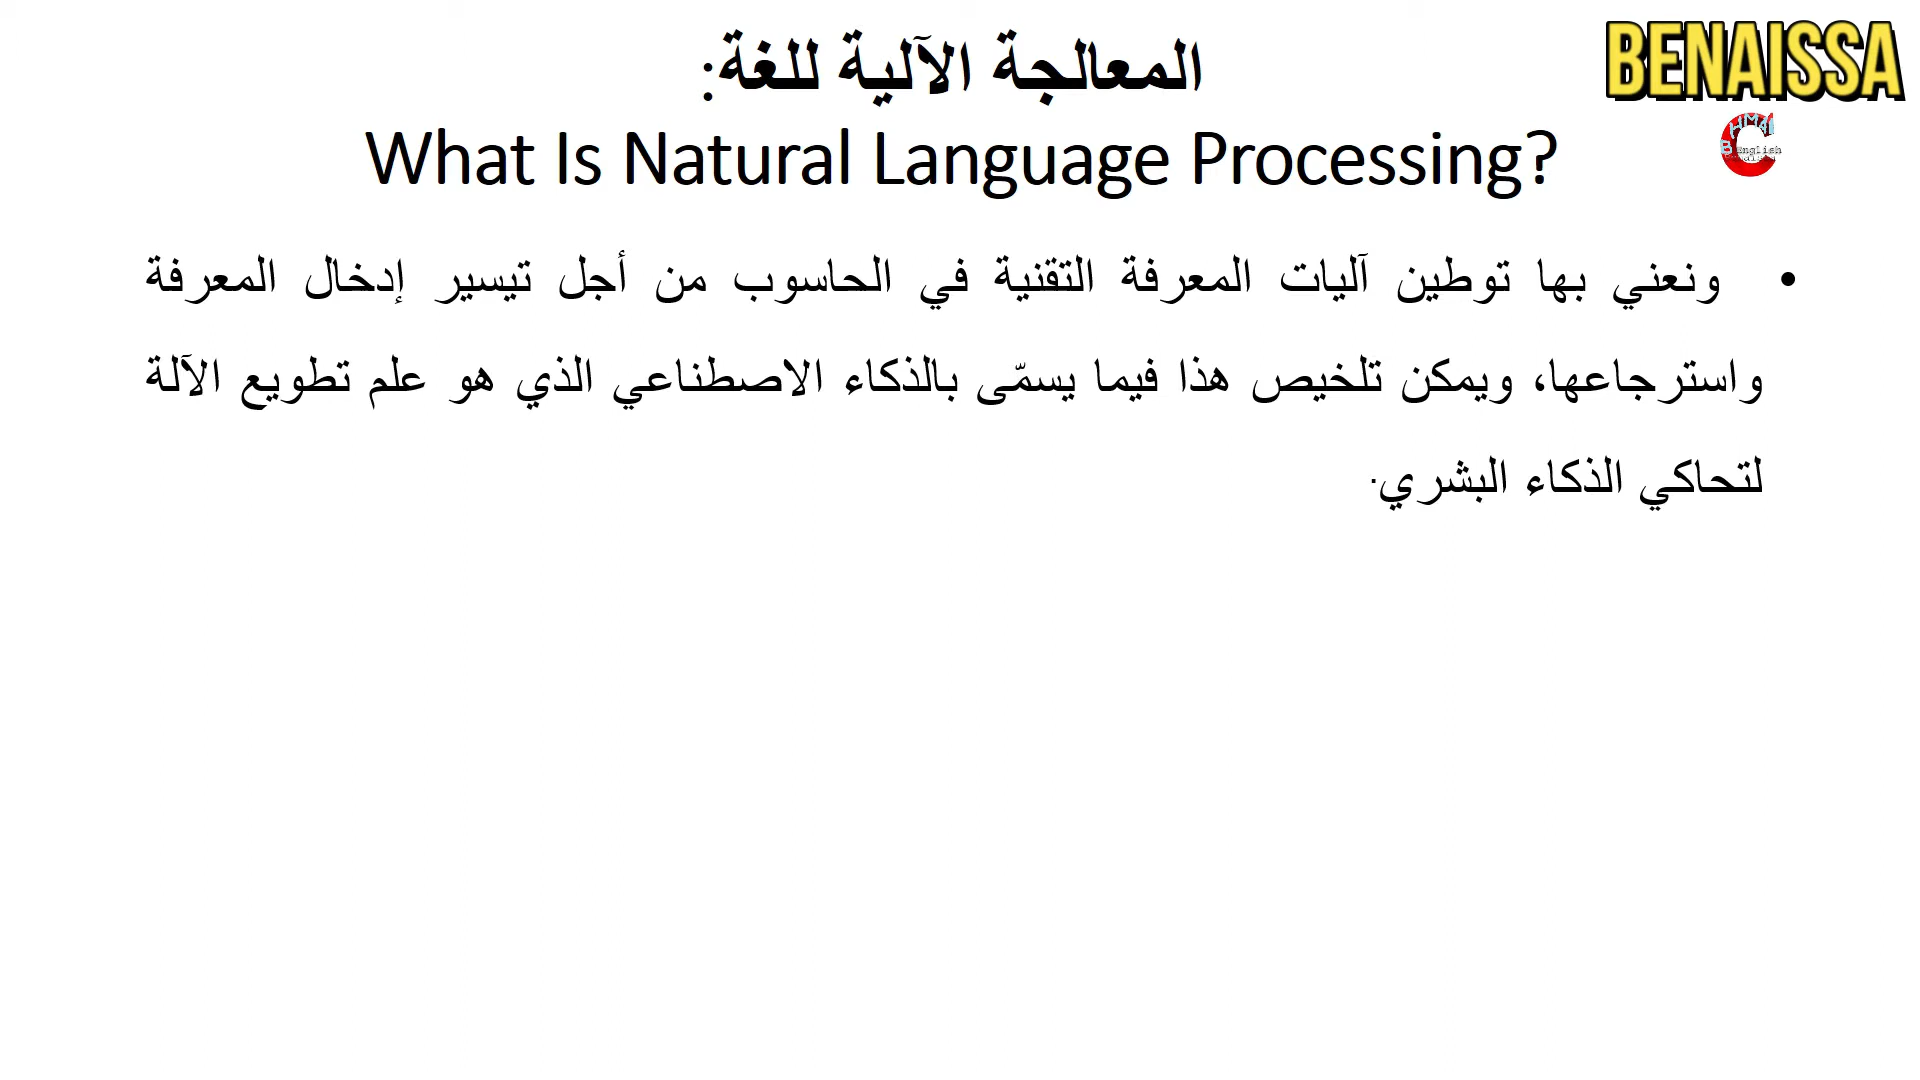 المعالجة الآلية للغة:
BENAISSA
What Is Natural Language Processing?
English
• ونعني بها توطين آليات المعرفة التقنية في الحاسوب من أجل تيسير إدخال المعرفة
واسترجاعها، ويمكن تلخيص هذا فيما يسمّى بالذكاء الاصطناعي الذي هو علم تطويع الآلة
لتحاكي الذكاء البشري.